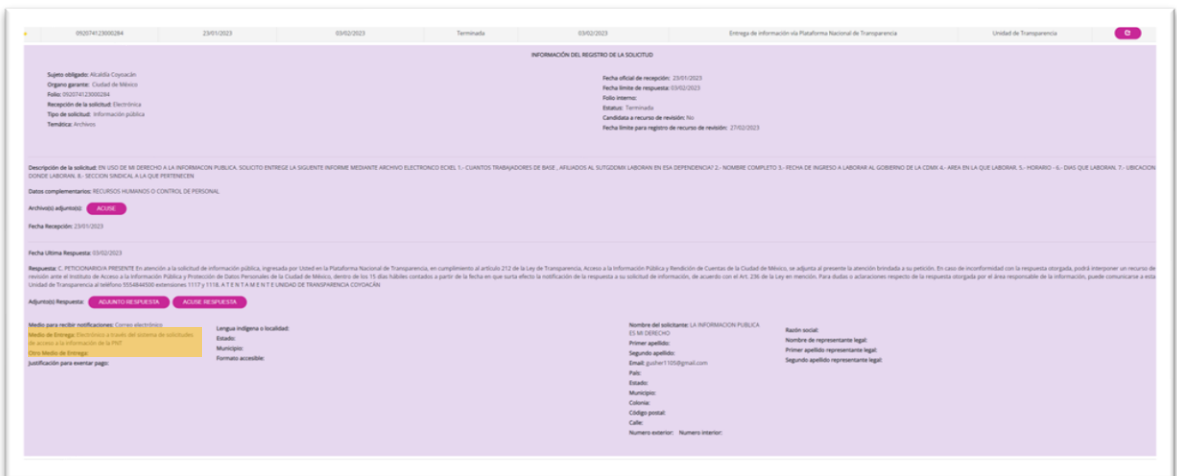 092074123000284 23/01/2023 03/02/2023 Terminada 03/02/2023 Entrega de información vía Plataforma Nacional de Transparencia Unidad de Transparencia
INFORMACIÓN DEL REGISTRO DE LA SOLICITUD
Sujeto obligado: Alcaldía Coyoacán
Organo garante: Ciudad de México
Folio: 092074123000284
Recepción de la solicitud: Electrónica
Tipo de solicitud: Información pública
Temática: Archivos
Fecha oficial de recepción: 23/01/2023
Fecha límite de respuesta: 03/02/2023
Folio interno:
Estatus: Terminada
Candidata a recurso de revisión: No
Fecha límite para registro de recurso de revisión: 27/02/2023
Descripción de la solicitud: EN USO DE MI DERECHO A LA INFORMACON PUBLICA. SOLICITO ENTREGE LA SIGUIENTE INFORME MEDIANTE ARCHIVO ELECTRONCO ECXEL 1.- CUANTOS TRABAJADORES DE BASE , AFILIADOS AL SUTGDOMX LABORAN EN ESA DEPENDENCIA? 2.- NOMBRE COMPLETO 3.- FECHA DE INGRESO A LABORAR AL GOBIERNO DE LA CDMX 4.- AREA EN LA QUE LABORAR. 5.- HORARIO - 6.- DIAS QUE LABORAN. 7.- UBICACION
DONDE LABORAN. 8.- SECCION SINDICAL A LA QUE PERTENECEN
Datos complementarios: RECURSOS HUMANOS O CONTROL DE PERSONAL
Archivo(s) adjunto(s): ACUSE
Fecha Recepción: 23/01/2023
Fecha Ultima Respuesta: 03/02/2023
Respuesta: C. PETICIONARIO/A PRESENTE En atención a la solicitud de información pública, ingresada por Usted en la Plataforma Nacional de Transparencia, en cumplimiento al artículo 212 de la Ley de Transparencia, Acceso a la Información Pública y Rendición de Cuentas de la Ciudad de México, se adjunta al presente la atención brindada a su petición. En caso de inconformidad con la respuesta otorgada, podrá interponer un recurso de
revisión ante el Instituto de Acceso a la Información Pública y Protección de Datos Personales de la Ciudad de México, dentro de los 15 días hábiles contados a partir de la fecha en que surta efecto la notificación de la respuesta a su solicitud de información, de acuerdo con el Art. 236 de la Ley en mención. Para dudas o aclaraciones respecto de la respuesta otorgada por el área responsable de la información, puede comunicarse a esta
Unidad de Transparencia al teléfono 5554844500 extensiones 1117 y 1118. A T E N T A M E N T E UNIDAD DE TRANSPARENCIA COYOACÁN
Adjunto(s) Respuesta: ADJUNTO RESPUESTA ACUSE RESPUESTA
Medio para recibir notificaciones: Correo electrónico
Medio de Entrega: Electrónico a través del sistema de solicitudes
de acceso a la información de la PNT
Otro Medio de Entrega:
Justificación para exentar pago:
Lengua indígena o localidad:
Estado:
Municipio:
Formato accesible:
Nombre del solicitante: LA INFORMACION PUBLICA
ES MI DERECHO
Primer apellido:
Segundo apellido:
Email: gusher1105@gmail.com
País:
Estado:
Municipio:
Colonia:
Código postal:
Calle:
Numero exterior: Numero interior:
Razón social:
Nombre de representante legal:
Primer apellido representante legal:
Segundo apellido representante legal: